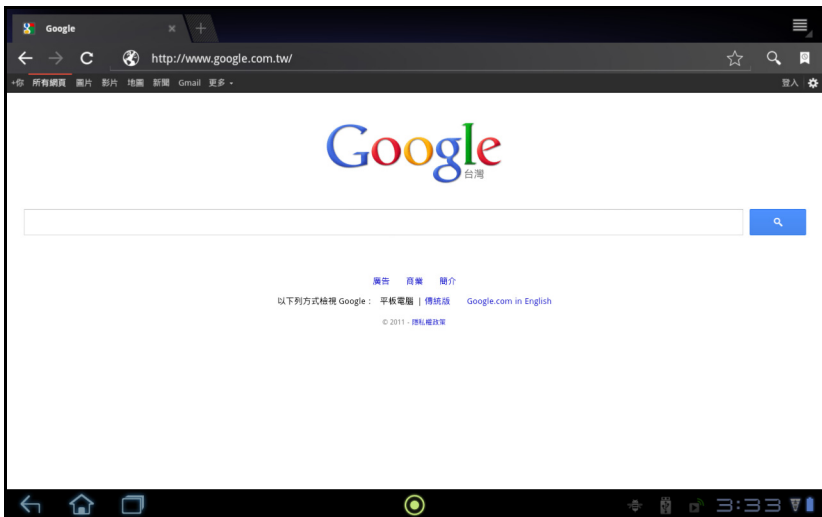 Google
http://www.google.com.tw/
+你 所有網頁 圖片 影片 地圖 新聞 Gmail 更多
登入
Google
台灣
廣告 商業 簡介
以下列方式檢視 Google： 平板電腦 | 傳統版 Google.com in English
© 2011 - 隱私權政策
3:33